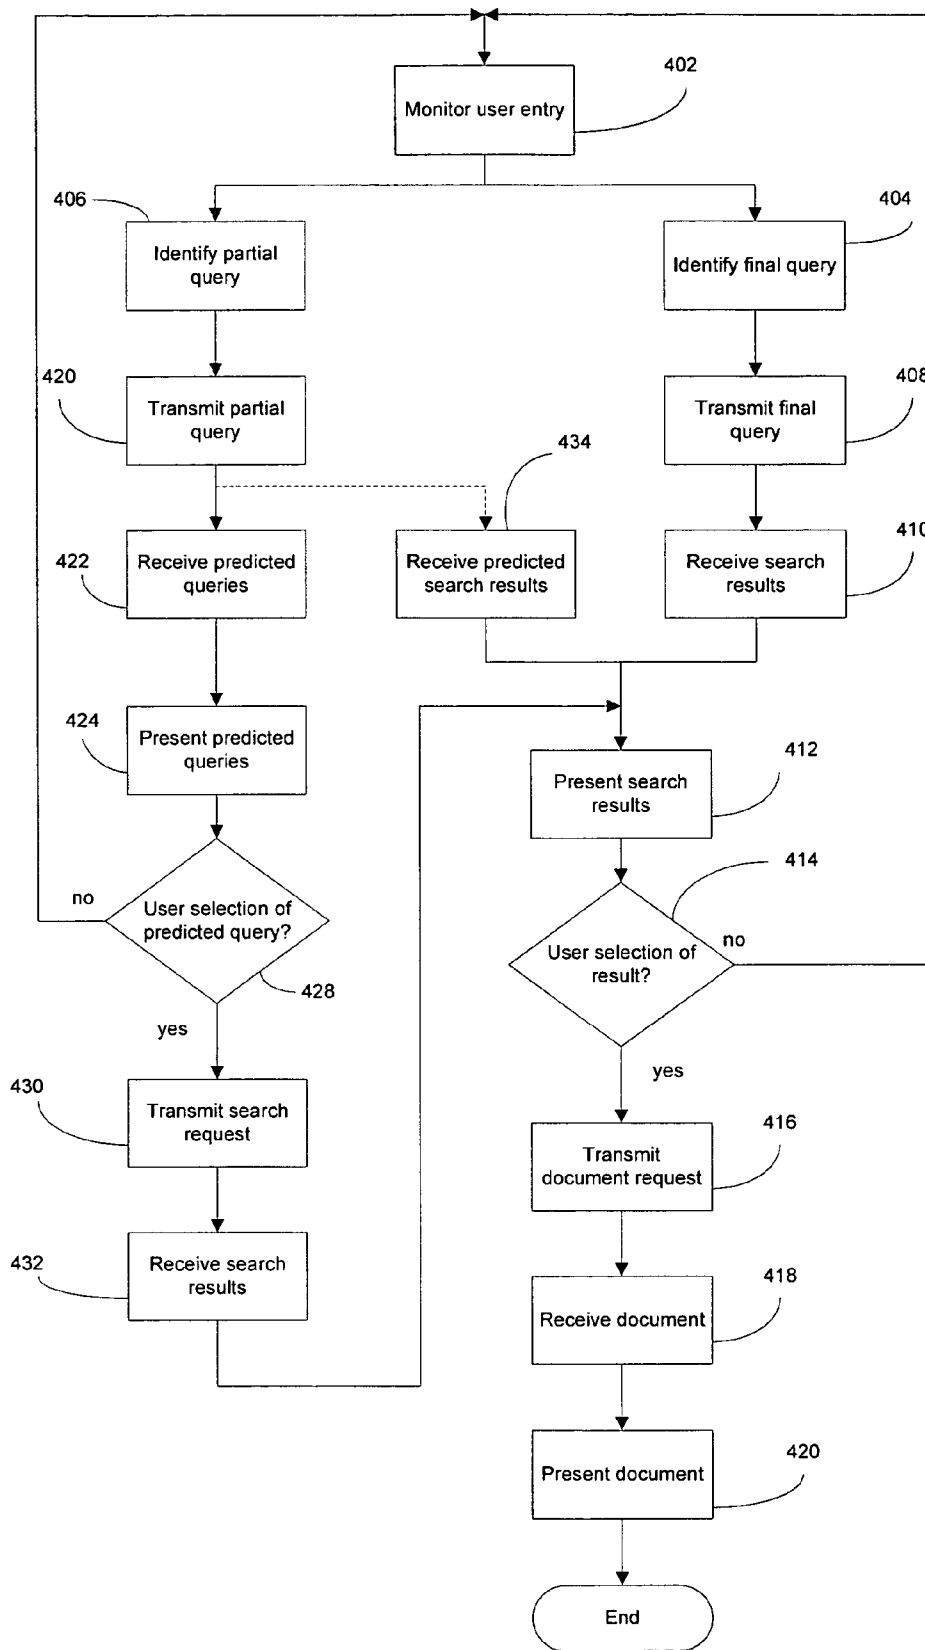 402
Monitor user entry
406
Identify partial
query
404
Identify final query
420
Transmit partial
query
408
Transmit final
query
434
422
Receive predicted
queries
Receive predicted
search results
410
Receive search
results
424
Present predicted
queries
412
Present search
results
414
no
User selection of
predicted query?
428
User selection of
result?
no
yes
yes
430
Transmit search
request
416
Transmit
document request
432
Receive search
results
418
Receive document
420
Present document
End